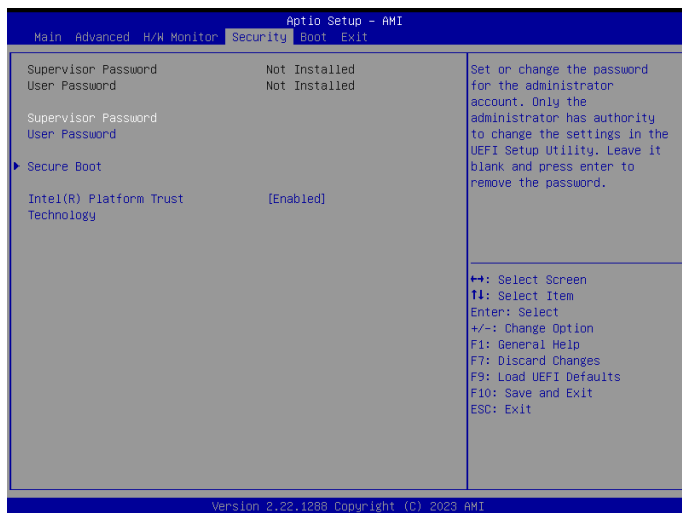 Aptio Setup - AMI
Main Advanced H/W Monitor Security Boot Exit
Supervisor Password Not Installed
User Password Not Installed
Supervisor Password
User Password
Secure Boot
Intel(R) Platform Trust [Enabled]
Technology
Set or change the password
for the administrator
account. Only the
administrator has authority
to change the settings in the
UEFI Setup Utility. Leave it
blank and press enter to
remove the password.
↔: Select Screen
↑↓: Select Item
Enter: Select
+/-: Change Option
F1: General Help
F7: Discard Changes
F9: Load UEFI Defaults
F10: Save and Exit
ESC: Exit
Version 2.22.1288 Copyright (C) 2023 AMI